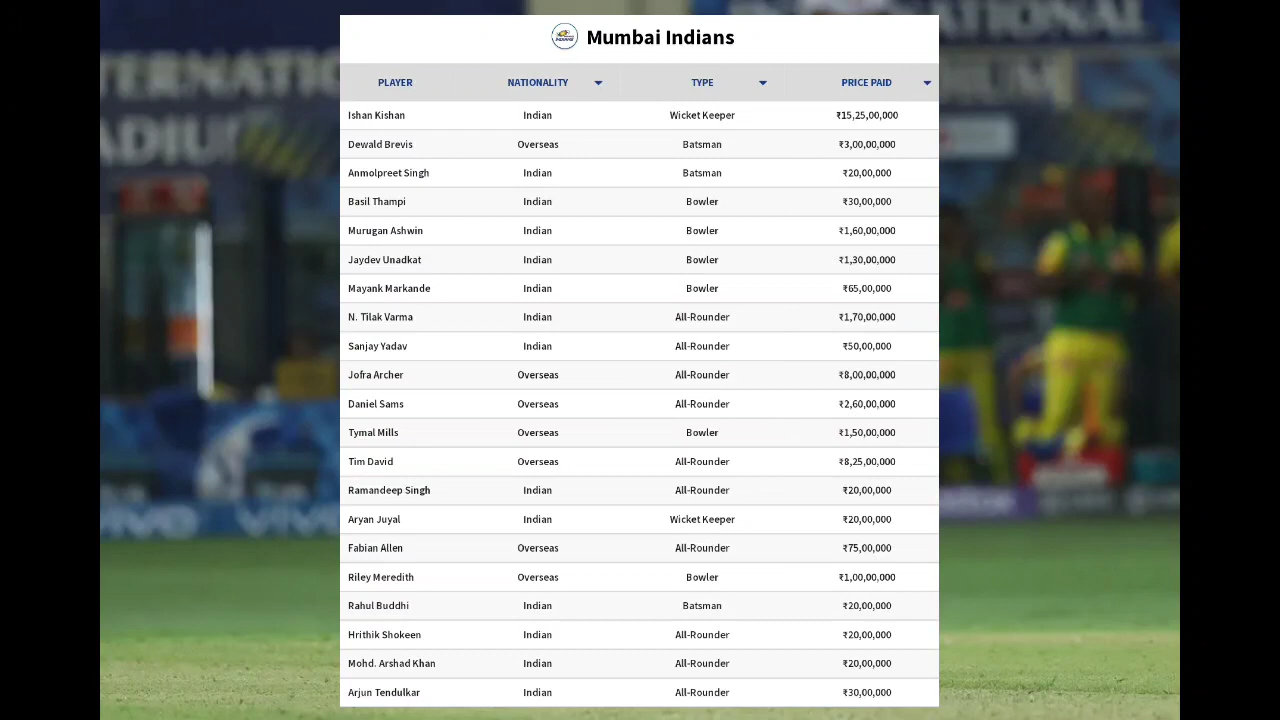 Mumbai Indians
PLAYER NATIONALITY TYPE PRICE PAID
Ishan Kishan Indian Wicket Keeper ₹15,25,00,000
Dewald Brevis Overseas Batsman ₹3,00,00,000
Anmolpreet Singh Indian Batsman ₹20,00,000
Basil Thampi Indian Bowler ₹30,00,000
Murugan Ashwin Indian Bowler ₹1,60,00,000
Jaydev Unadkat Indian Bowler ₹1,30,00,000
Mayank Markande Indian Bowler ₹65,00,000
N. Tilak Varma Indian All-Rounder ₹1,70,00,000
Sanjay Yadav Indian All-Rounder ₹50,00,000
Jofra Archer Overseas All-Rounder ₹8,00,00,000
Daniel Sams Overseas All-Rounder ₹2,60,00,000
Tymal Mills Overseas Bowler ₹1,50,00,000
Tim David Overseas All-Rounder ₹8,25,00,000
Ramandeep Singh Indian All-Rounder ₹20,00,000
Aryan Juyal Indian Wicket Keeper ₹20,00,000
Fabian Allen Overseas All-Rounder ₹75,00,000
Riley Meredith Overseas Bowler ₹1,00,00,000
Rahul Buddhi Indian Batsman ₹20,00,000
Hrithik Shokeen Indian All-Rounder ₹20,00,000
Mohd. Arshad Khan Indian All-Rounder ₹20,00,000
Arjun Tendulkar Indian All-Rounder ₹30,00,000
INTERNATIONAL
vivo vivo